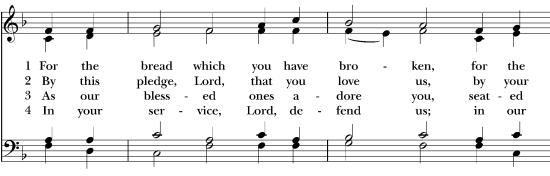 1 For the bread which you have bro - ken, for the
2 By this pledge, Lord, that you love us, by your
3 As our bless - ed ones a - dore you, seat - ed
4 In your ser - vice, Lord, de - fend us; in our